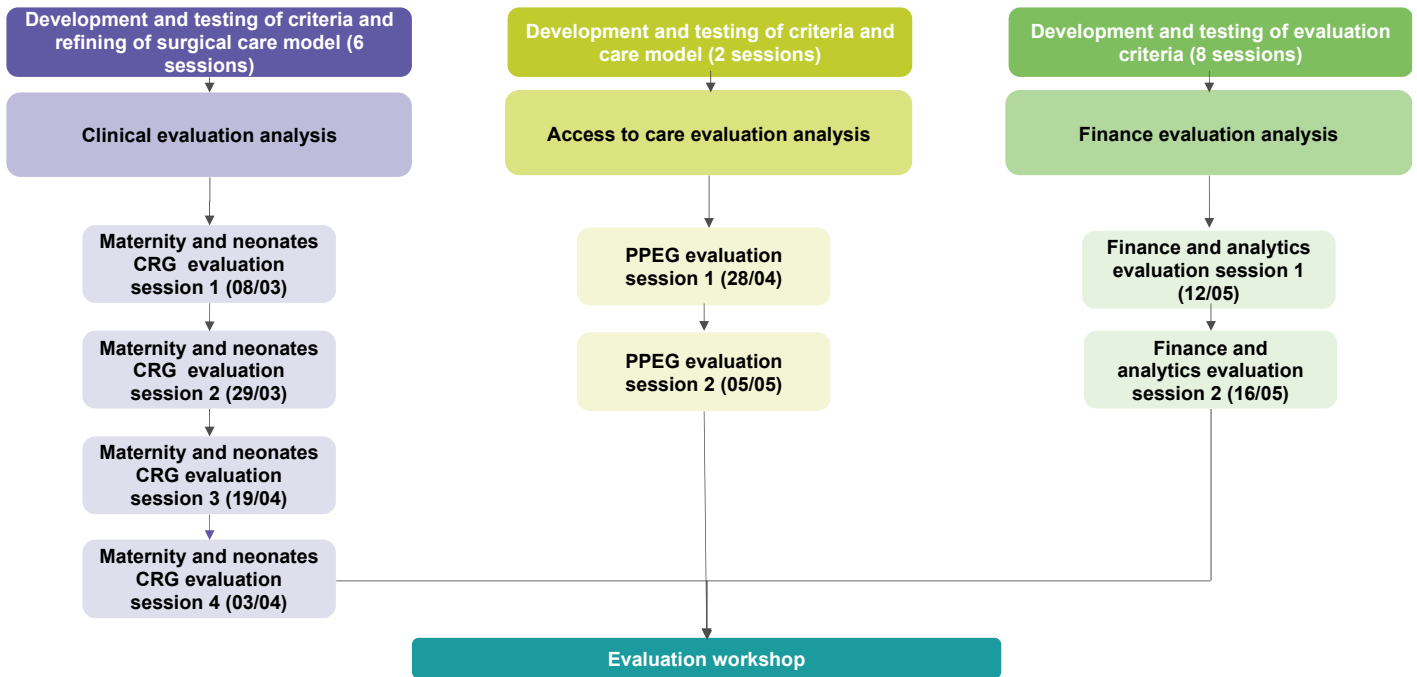 Development and testing of criteria and
refining of surgical care model (6
sessions)
Development and testing of criteria and
care model (2 sessions)
Development and testing of evaluation
criteria (8 sessions)
Clinical evaluation analysis
Access to care evaluation analysis
Finance evaluation analysis
Maternity and neonates
CRG evaluation
session 1 (08/03)
PPEG evaluation
session 1 (28/04)
Finance and analytics
evaluation session 1
(12/05)
Maternity and neonates
CRG evaluation
session 2 (29/03)
PPEG evaluation
session 2 (05/05)
Finance and
analytics evaluation
session 2 (16/05)
Maternity and neonates
CRG evaluation
session 3 (19/04)
Maternity and neonates
CRG evaluation
session 4 (03/04)
Evaluation workshop